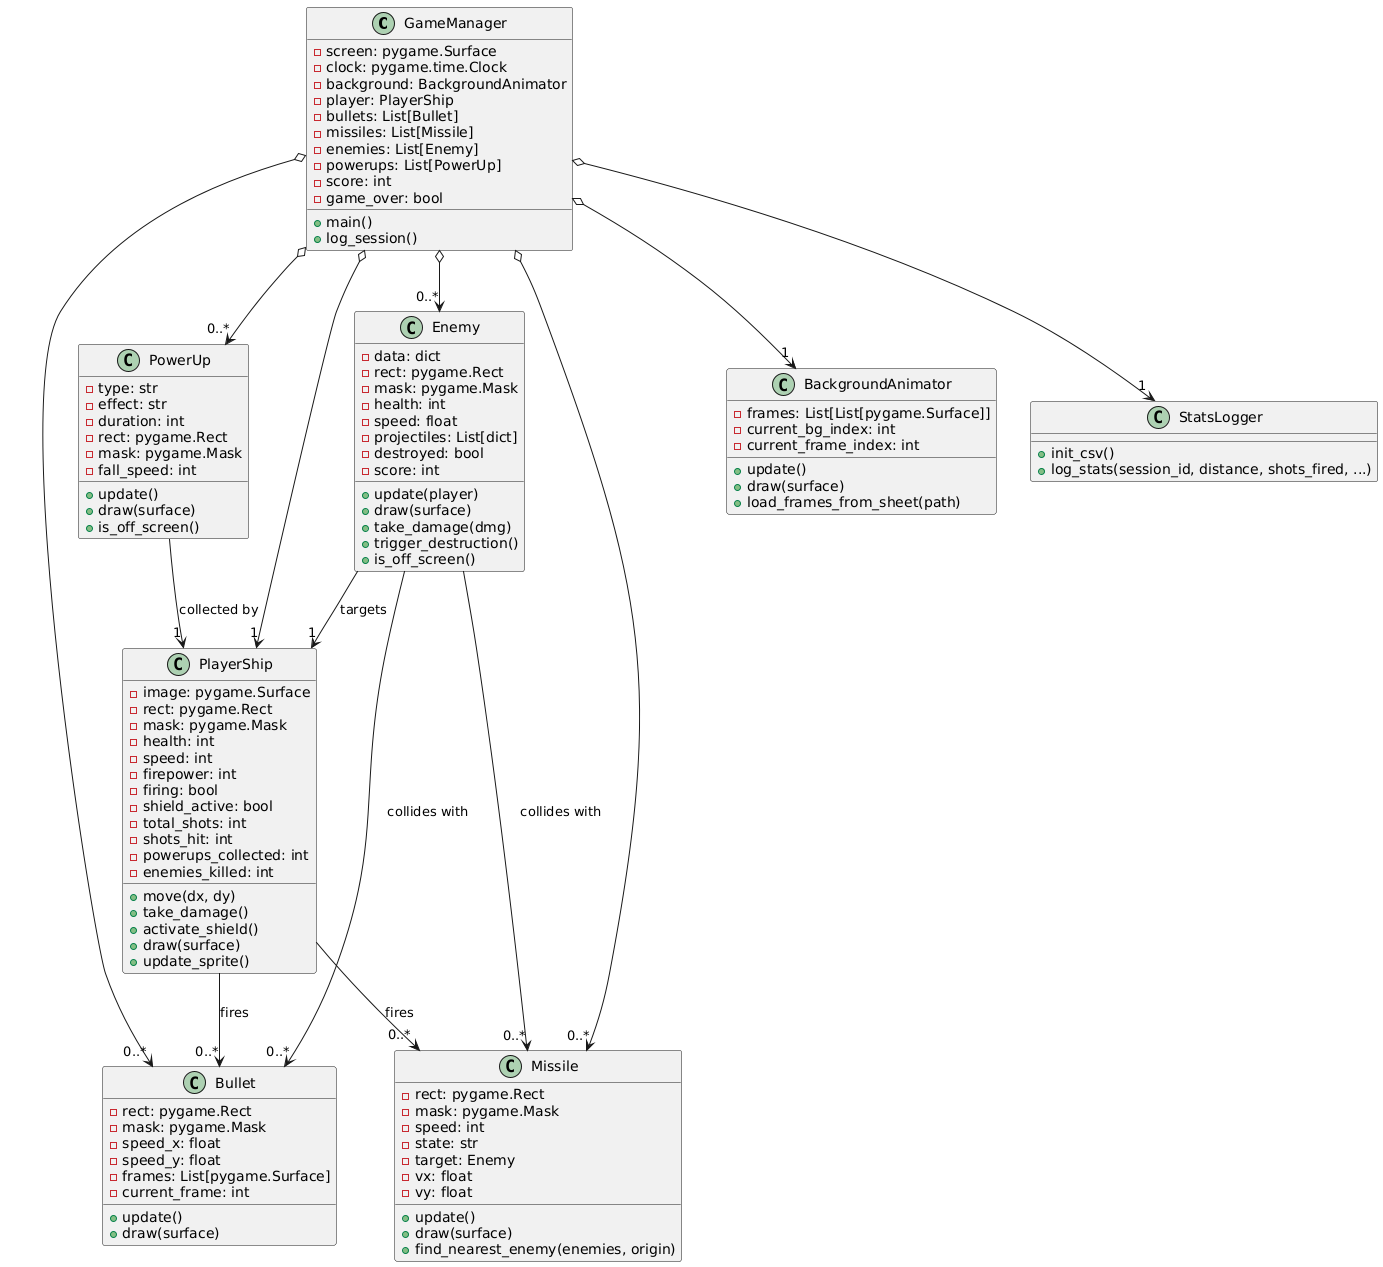 C GameManager
screen: pygame.Surface
clock: pygame.time.Clock
background: BackgroundAnimator
player: PlayerShip
bullets: List[Bullet]
missiles: List[Missile]
enemies: List[Enemy]
powerups: List[PowerUp]
score: int
game_over: bool
main()
log_session()
0..*
0..*
1
1
C PowerUp
type: str
effect: str
duration: int
rect: pygame.Rect
mask: pygame.Mask
fall_speed: int
update()
draw(surface)
is_off_screen()
C Enemy
data: dict
rect: pygame.Rect
mask: pygame.Mask
health: int
speed: float
projectiles: List[dict]
destroyed: bool
score: int
update(player)
draw(surface)
take_damage(dmg)
trigger_destruction()
is_off_screen()
C BackgroundAnimator
frames: List[List[pygame.Surface]]
current_bg_index: int
current_frame_index: int
update()
draw(surface)
load_frames_from_sheet(path)
C StatsLogger
init_csv()
log_stats(session_id, distance, shots_fired, ...)
collected by
targets
1
1
1
C PlayerShip
image: pygame.Surface
rect: pygame.Rect
mask: pygame.Mask
health: int
speed: int
firepower: int
firing: bool
shield_active: bool
total_shots: int
shots_hit: int
powerups_collected: int
enemies_killed: int
move(dx, dy)
take_damage()
activate_shield()
draw(surface)
update_sprite()
collides with
collides with
fires
fires
0..*
0..*
0..*
0..*
0..*
0..*
C Bullet
rect: pygame.Rect
mask: pygame.Mask
speed_x: float
speed_y: float
frames: List[pygame.Surface]
current_frame: int
update()
draw(surface)
C Missile
rect: pygame.Rect
mask: pygame.Mask
speed: int
state: str
target: Enemy
vx: float
vy: float
update()
draw(surface)
find_nearest_enemy(enemies, origin)